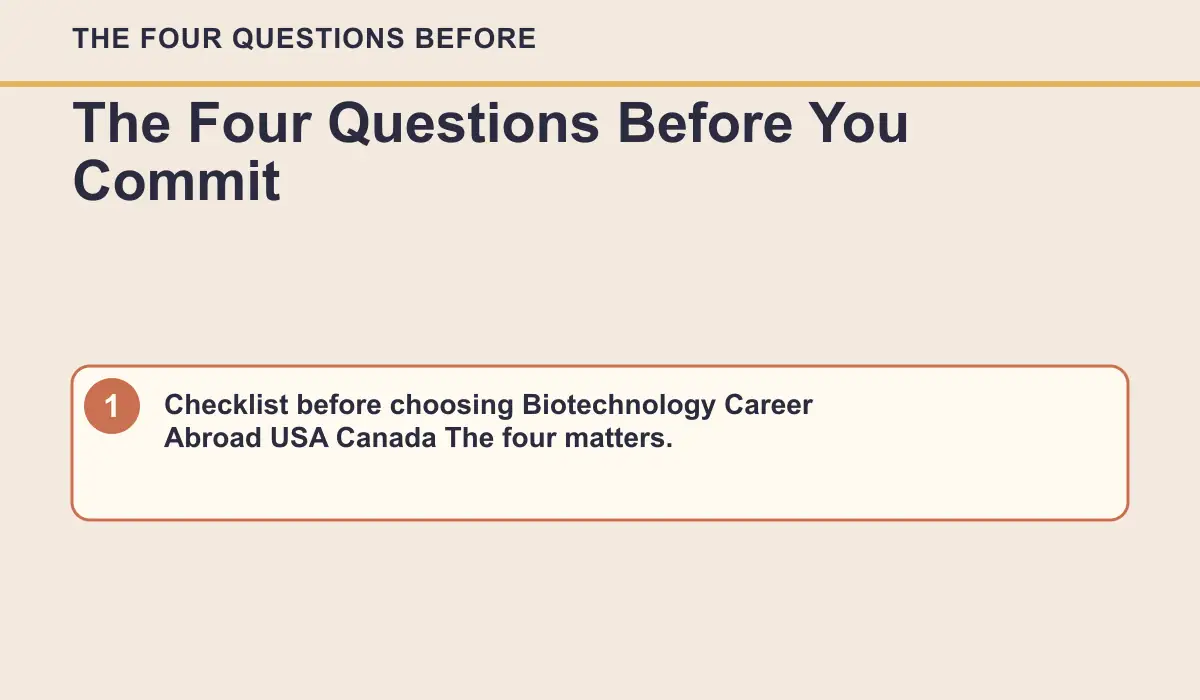 THE FOUR QUESTIONS BEFORE
The Four Questions Before You
Commit
1
Checklist before choosing Biotechnology Career
Abroad USA Canada The four matters.